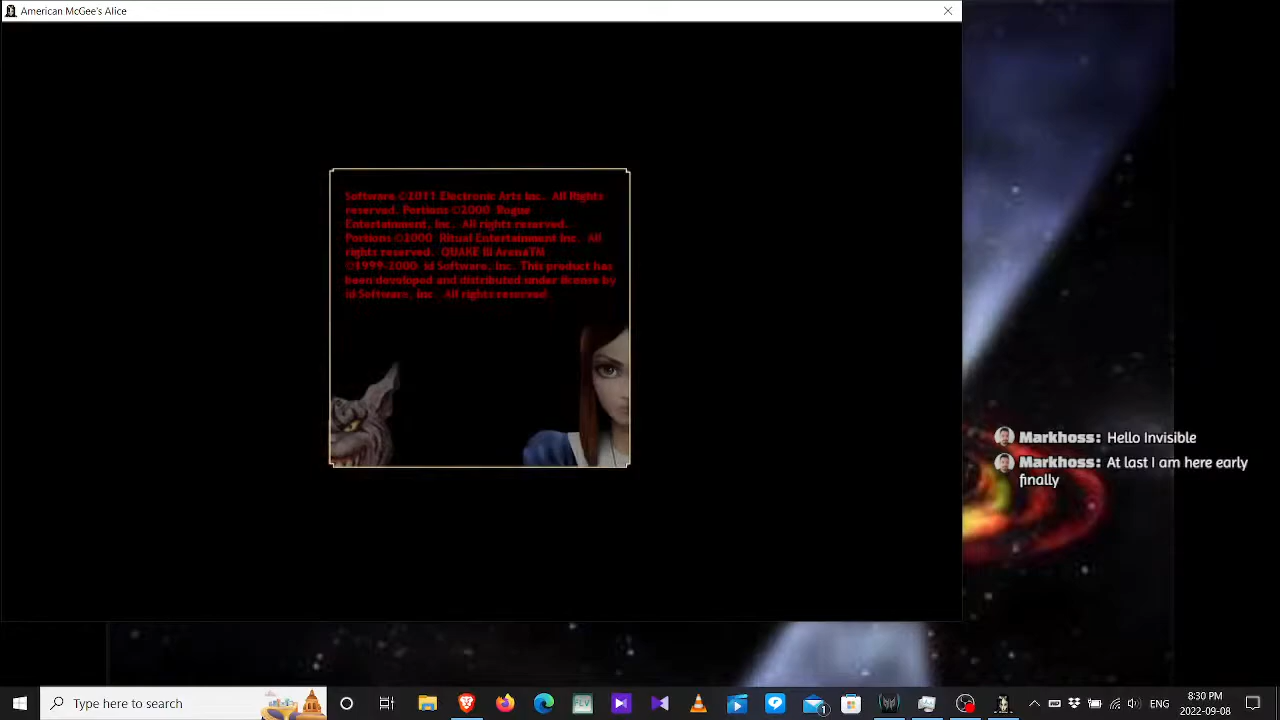 American McGee's Alice
Software ©2011 Electronic Arts Inc. All Rights
reserved. Portions ©2000 Rogue
Entertainment, Inc. All rights reserved.
Portions ©2000 Ritual Entertainment Inc. All
rights reserved. QUAKE III ArenaTM
©1999-2000 id Software, Inc. This product has
been developed and distributed under license by
id Software, Inc. All rights reserved
Markhoss: Hello Invisible
Markhoss: At last I am here early
finally
Type here to search
FLV
1
ENG
8:30 PM
2022-09-08